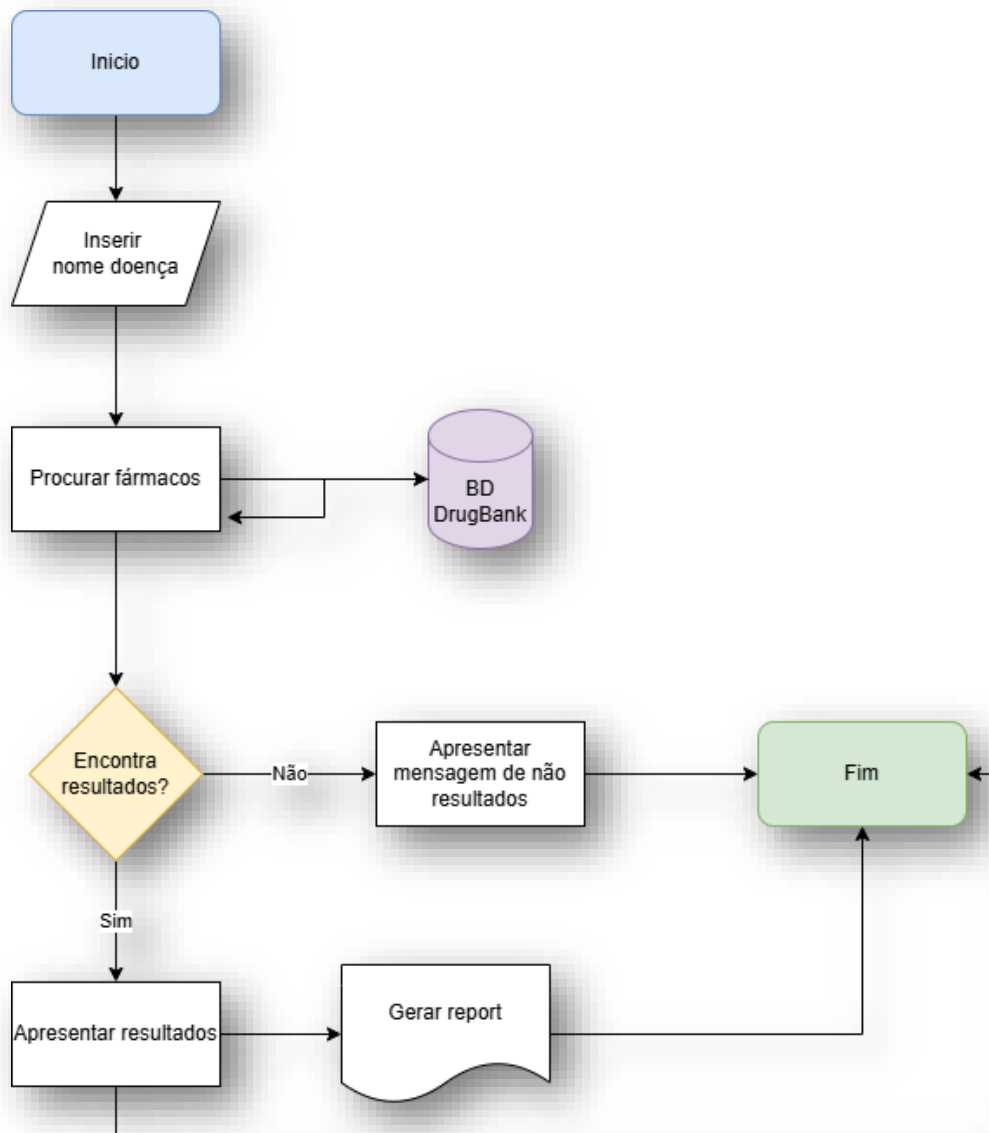 Inicio
Inserir
nome doença
Procurar fármacos
BD
DrugBank
Encontra
resultados?
Não
Apresentar
mensagem de não
resultados
Fim
Sim
Apresentar resultados
Gerar report